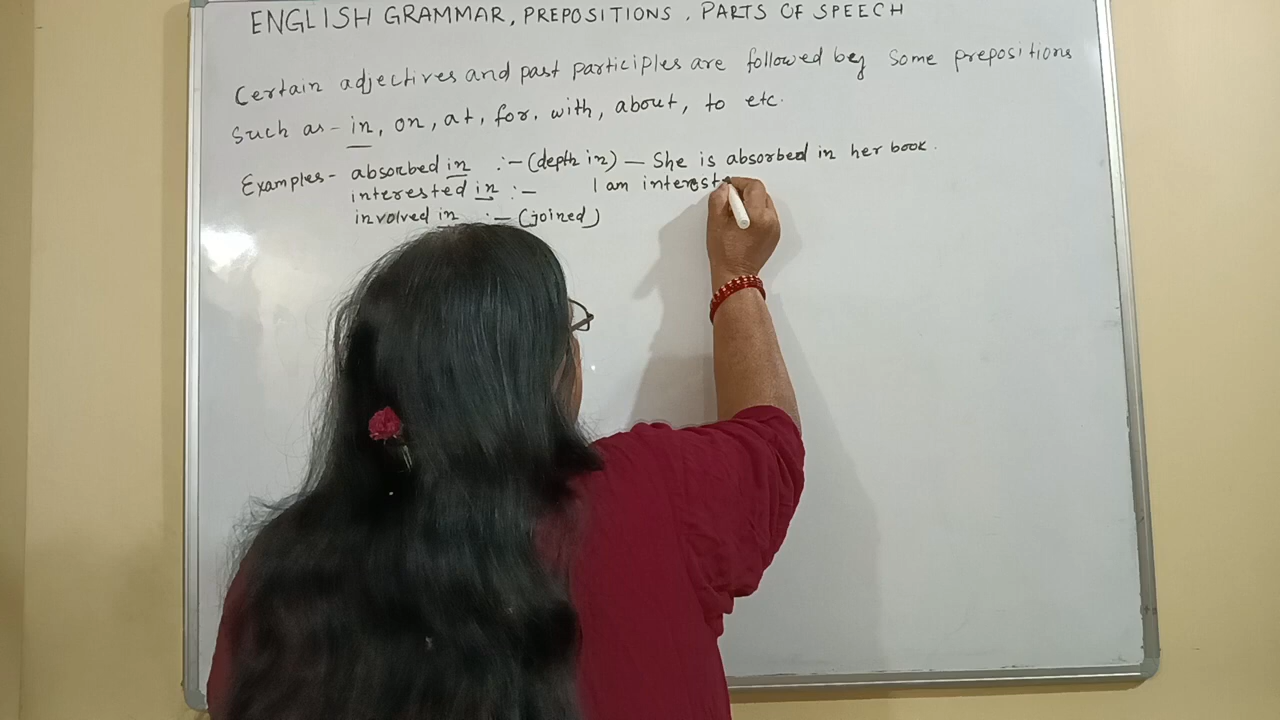 ENGLISH GRAMMAR, PREPOSITIONS, PARTS OF SPEECH
Certain adjectives and past participles are followed by some prepositions
Such as - in, on, at, for, with, about, to etc.
Examples - absorbed in :- (depth in) — She is absorbed in her book.
interested in :- I am interest
involved in :- (joined)